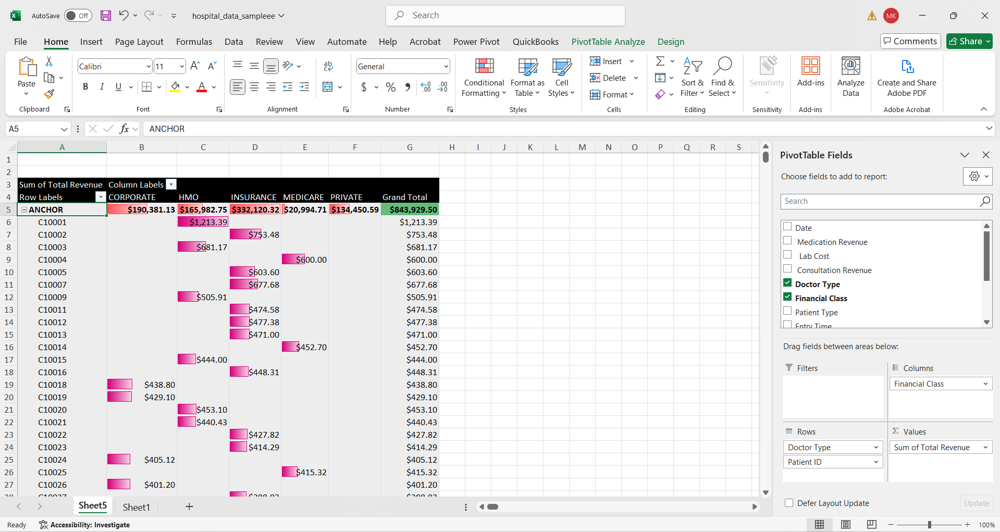 AutoSave Off hospital_data_sampleee Search MK
File Home Insert Page Layout Formulas Data Review View Automate Help Acrobat Power Pivot QuickBooks PivotTable Analyze Design Comments Share
Calibri 11 General
Paste
B I U A $ % 9 .00
Conditional Formatting
Format as Table
Cell Styles
Insert
Delete
Format
Sort & Filter
Find & Select
Sensitivity
Add-ins
Analyze Data
Create and Share Adobe PDF
Clipboard Font Alignment Number Styles Cells Editing Sensitivity Add-ins Adobe Acrobat
A5 fx ANCHOR
A B C D E F G H I J K L M N O P Q R S
1
2
3 Sum of Total Revenue Column Labels
4 Row Labels CORPORATE HMO INSURANCE MEDICARE PRIVATE Grand Total
5 ANCHOR $190,381.13 $165,982.75 $332,120.32 $20,994.71 $134,450.59 $843,929.50
6 C10001 $1,213.39 $1,213.39
7 C10002 $753.48 $753.48
8 C10003 $681.17 $681.17
9 C10004 $600.00 $600.00
10 C10005 $603.60 $603.60
11 C10007 $677.68 $677.68
12 C10009 $505.91 $505.91
13 C10011 $474.58 $474.58
14 C10012 $477.38 $477.38
15 C10013 $471.00 $471.00
16 C10014 $452.70 $452.70
17 C10015 $444.00 $444.00
18 C10016 $448.31 $448.31
19 C10018 $438.80 $438.80
20 C10019 $429.10 $429.10
21 C10020 $453.10 $453.10
22 C10021 $440.43 $440.43
23 C10022 $427.82 $427.82
24 C10023 $414.29 $414.29
25 C10024 $405.12 $405.12
26 C10025 $415.32 $415.32
27 C10026 $401.20 $401.20
PivotTable Fields
Choose fields to add to report:
Search
Date
Medication Revenue
Lab Cost
Consultation Revenue
Doctor Type
Financial Class
Patient Type
Entry Time
Drag fields between areas below:
Filters Columns
Financial Class
Rows Values
Doctor Type Sum of Total Revenue
Patient ID
Defer Layout Update Update
Sheet5 Sheet1
Ready Accessibility: Investigate 100%